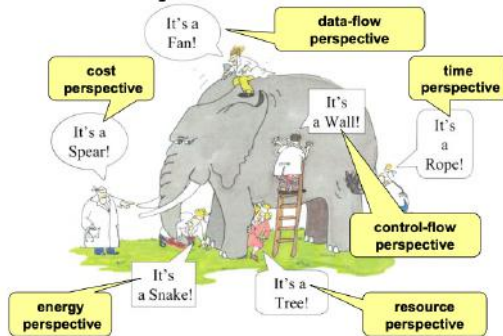 It's a
Fan!
data-flow
perspective
cost
perspective
time
perspective
It's a
Spear!
It's
a Wall!
It's
a
Rope!
control-flow
perspective
It's
a Snake!
It's a
Tree!
energy
perspective
resource
perspective